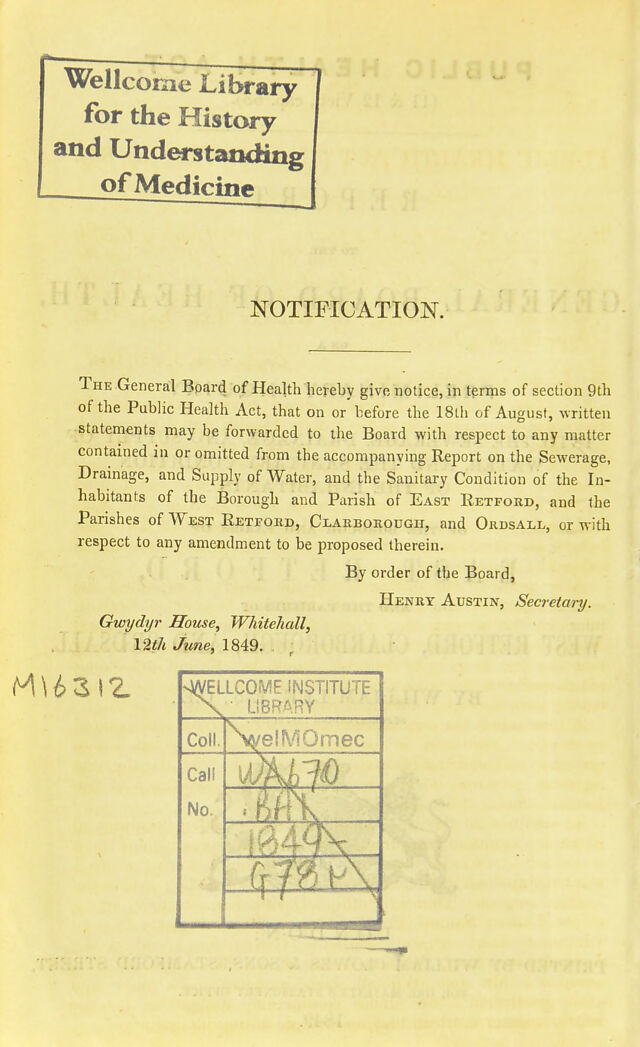 Wellcome Library
for the History
and Understanding
of Medicine
NOTIFICATION.
THE General Board of Health hereby give notice, in terms of section 9th
of the Public Health Act, that on or before the 18th of August, written
statements may be forwarded to the Board with respect to any matter
contained in or omitted from the accompanying Report on the Sewerage,
Drainage, and Supply of Water, and the Sanitary Condition of the In-
habitants of the Borough and Parish of EAST RETFORD, and the
Parishes of WEST RETFORD, CLARBOROUGH, and ORDSALL, or with
respect to any amendment to be proposed therein.
By order of the Board,
HENRY AUSTIN, Secretary.
Gwydyr House, Whitehall,
12th June, 1849.
M16312
WELLCOME INSTITUTE
LIBRARY
Coll. welMOmec
Call WA670
No. .BA1
1849-
G78r